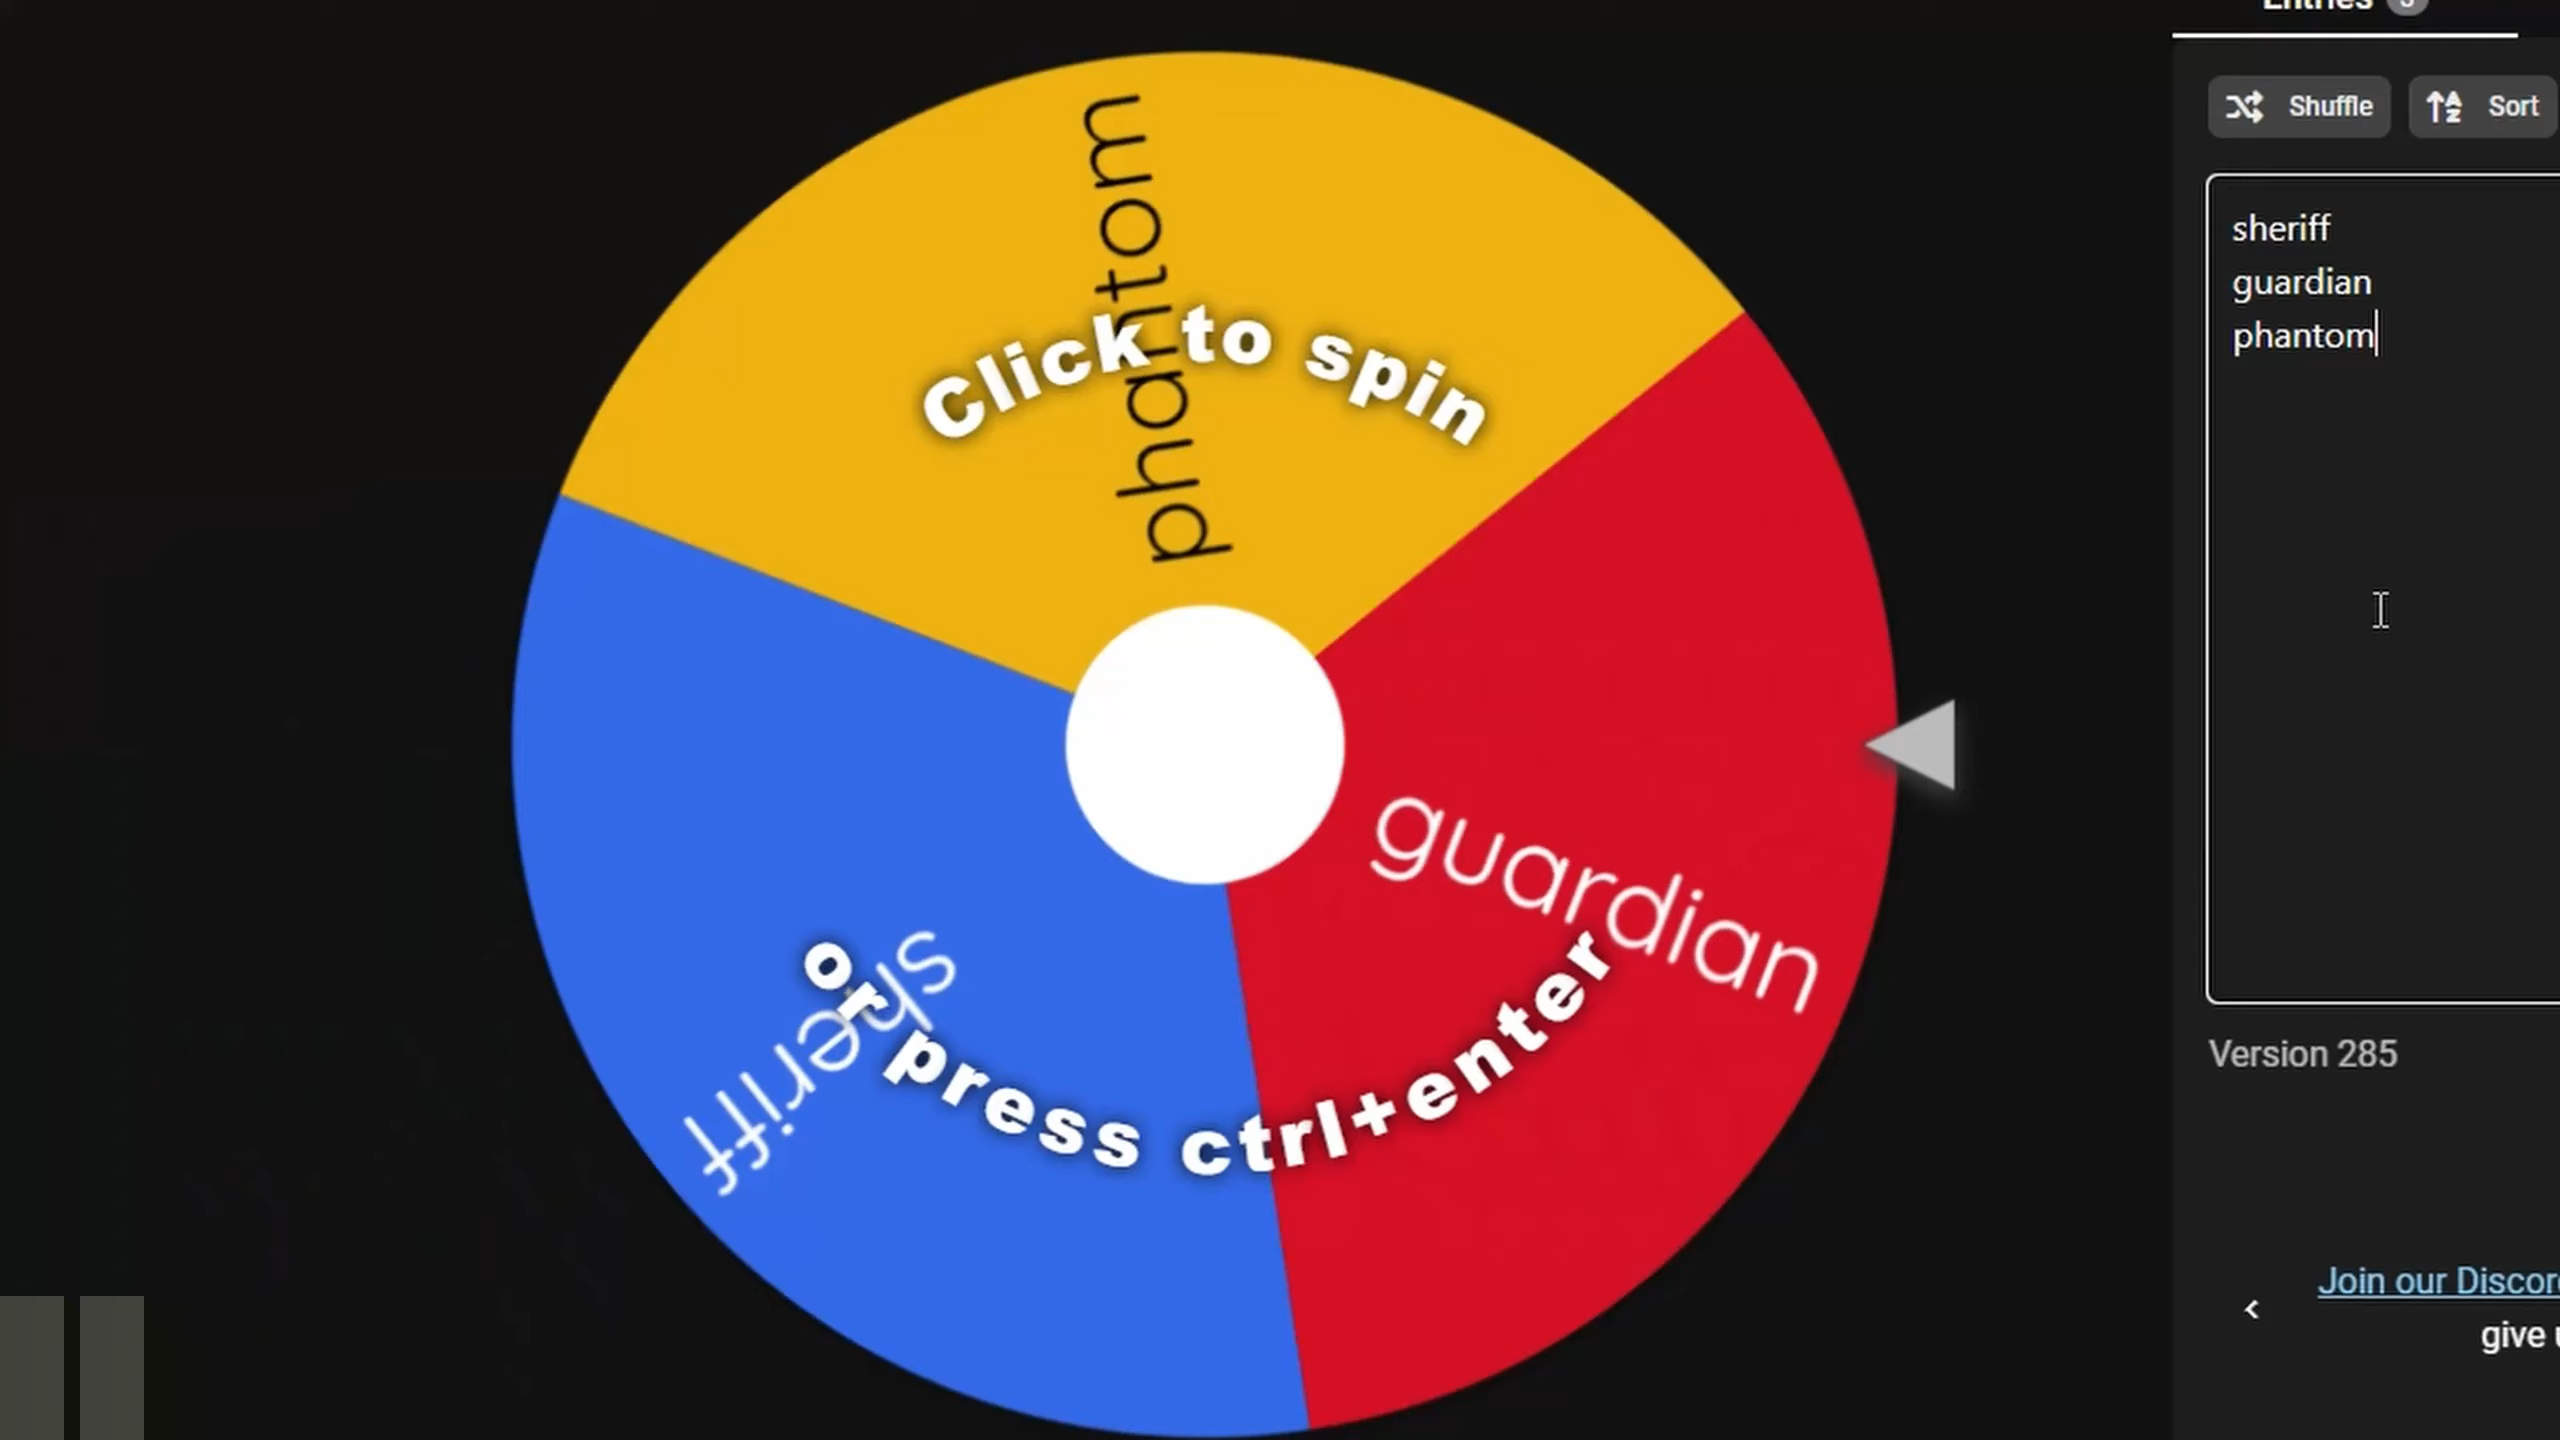 Entries 3
Shuffle
Sort
sheriff
guardian
phantom
phantom
Click to spin
guardian
sheriff
or press ctrl+enter
Version 285
Join our Discor
give